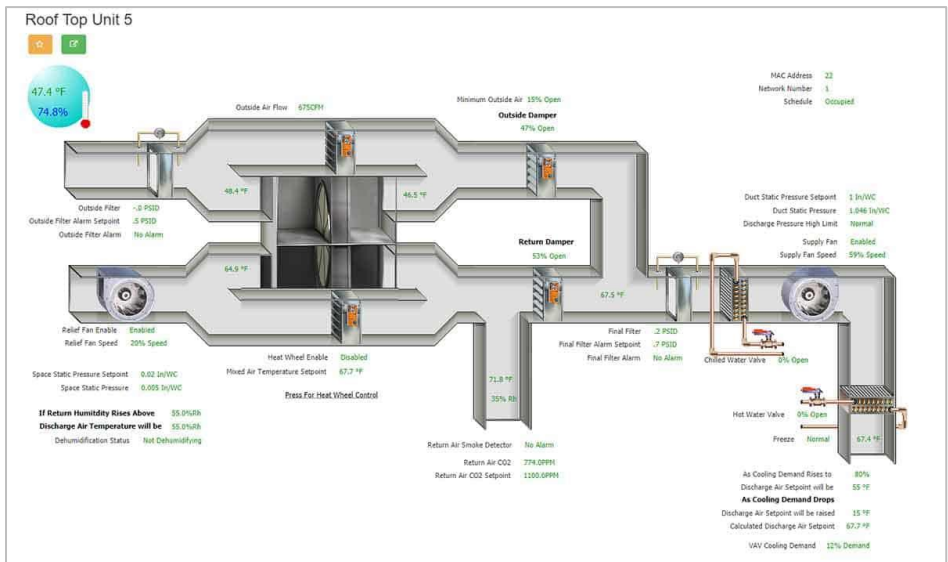 Roof Top Unit 5
47.4 °F
74.8%
MAC Address 22
Network Number 1
Schedule Occupied
Outside Air Flow 675CFM
Minimum Outside Air 15% Open
Outside Damper
47% Open
48.4 °F
46.5 °F
Outside Filter -.0 PSID
Outside Filter Alarm Setpoint .5 PSID
Outside Filter Alarm No Alarm
Duct Static Pressure Setpoint 1 In/WC
Duct Static Pressure 1.046 In/WC
Discharge Pressure High Limit Normal
Supply Fan Enabled
Supply Fan Speed 59% Speed
Return Damper
53% Open
64.9 °F
67.5 °F
Relief Fan Enable Enabled
Relief Fan Speed 20% Speed
Final Filter .2 PSID
Final Filter Alarm Setpoint .7 PSID
Final Filter Alarm No Alarm
Chilled Water Valve 0% Open
Heat Wheel Enable Disabled
Mixed Air Temperature Setpoint 67.7 °F
Press For Heat Wheel Control
Space Static Pressure Setpoint 0.02 In/WC
Space Static Pressure 0.005 In/WC
71.8 °F
35% Rh
If Return Humitdity Rises Above 55.0%Rh
Discharge Air Temperature will be 55.0%Rh
Dehumidification Status Not Dehumidifying
Hot Water Valve 0% Open
Freeze Normal
67.4 °F
Return Air Smoke Detector No Alarm
Return Air CO2 774.0PPM
Return Air CO2 Setpoint 1100.0PPM
As Cooling Demand Rises to 80%
Discharge Air Setpoint will be 55 °F
As Cooling Demand Drops
Discharge Air Setpoint will be raised 15 °F
Calculated Discharge Air Setpoint 67.7 °F
VAV Cooling Demand 12% Demand